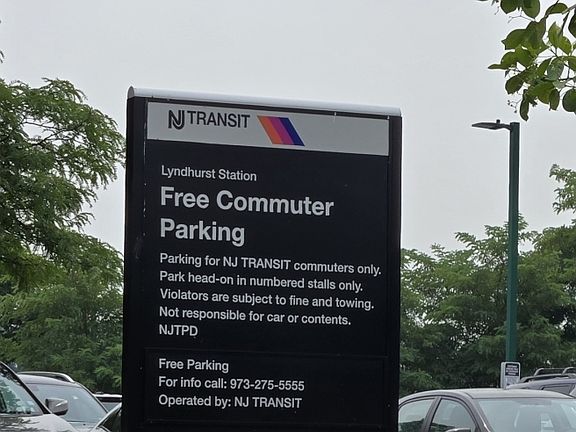 NJ TRANSIT
Lyndhurst Station
Free Commuter
Parking
Parking for NJ TRANSIT commuters only.
Park head-on in numbered stalls only.
Violators are subject to fine and towing.
Not responsible for car or contents.
NJTPD
Free Parking
For info call: 973-275-5555
Operated by: NJ TRANSIT